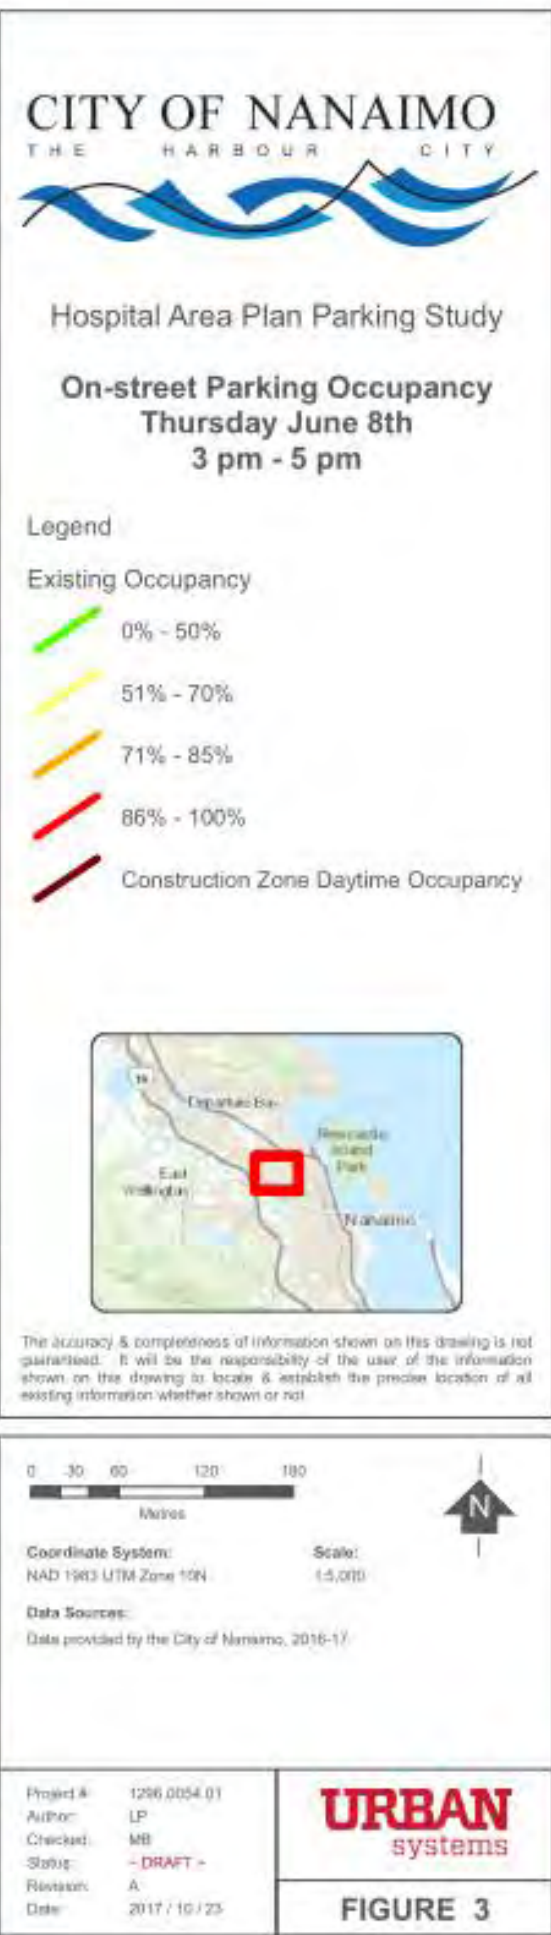 CITY OF NANAIMO
THE HARBOUR CITY
Hospital Area Plan Parking Study
On-street Parking Occupancy
Thursday June 8th
3 pm - 5 pm
Legend
Existing Occupancy
0% - 50%
51% - 70%
71% - 85%
86% - 100%
Construction Zone Daytime Occupancy
19
Departure Bay
Newcastle
Island
Park
East
Wellington
Nanaimo
The accuracy & completeness of information shown on this drawing is not
guaranteed. It will be the responsibility of the user of the information
shown on this drawing to locate & establish the precise location of all
existing information whether shown or not.
0 30 60 120 180
Metres
N
Coordinate System:
NAD 1983 UTM Zone 10N
Scale:
1:5,000
Data Sources:
Data provided by the City of Nanaimo, 2016-17
Project #: 1296.0054.01
Author: LP
Checked: MB
Status: - DRAFT -
Revision: A
Date: 2017 / 10 / 23
URBAN
systems
FIGURE 3